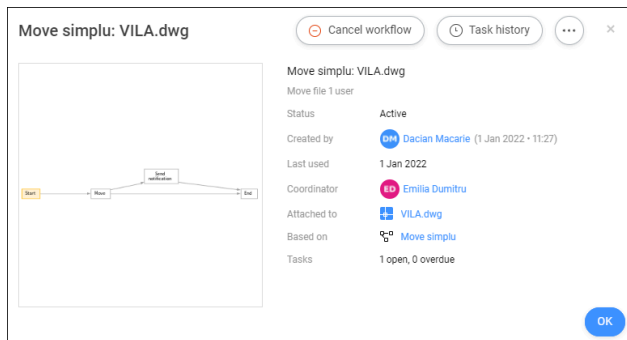 Move simplu: VILA.dwg
Cancel workflow
Task history
Move simplu: VILA.dwg
Move file 1 user
Status Active
Created by DM Dacian Macarie (1 Jan 2022 • 11:27)
Last used 1 Jan 2022
Coordinator ED Emilia Dumitru
Attached to VILA.dwg
Based on Move simplu
Tasks 1 open, 0 overdue
Send
notification
Start Move End
OK